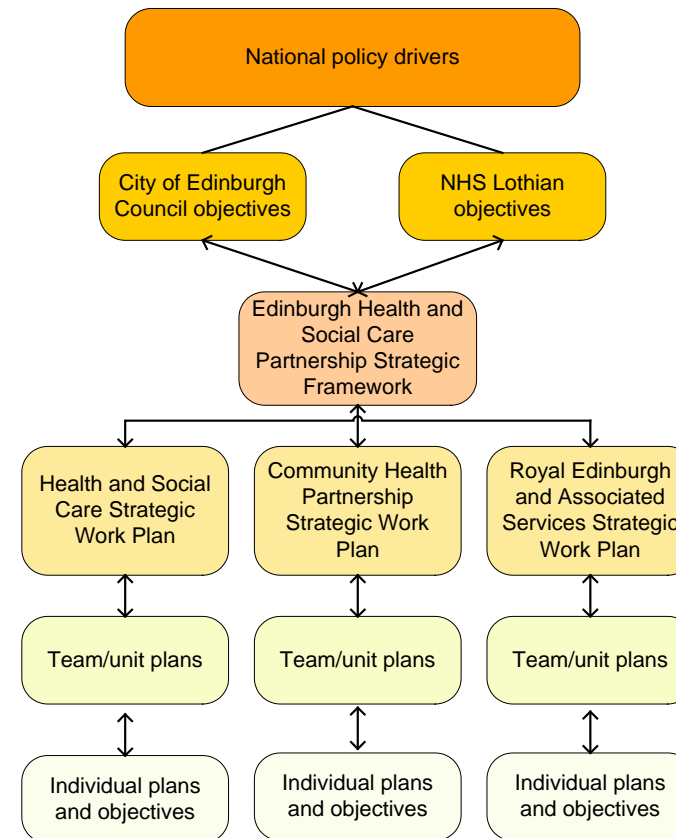 National policy drivers
City of Edinburgh
Council objectives
NHS Lothian
objectives
Edinburgh Health and
Social Care
Partnership Strategic
Framework
Health and Social
Care Strategic
Work Plan
Community Health
Partnership
Strategic Work
Plan
Royal Edinburgh
and Associated
Services Strategic
Work Plan
Team/unit plans
Team/unit plans
Team/unit plans
Individual plans
and objectives
Individual plans
and objectives
Individual plans
and objectives